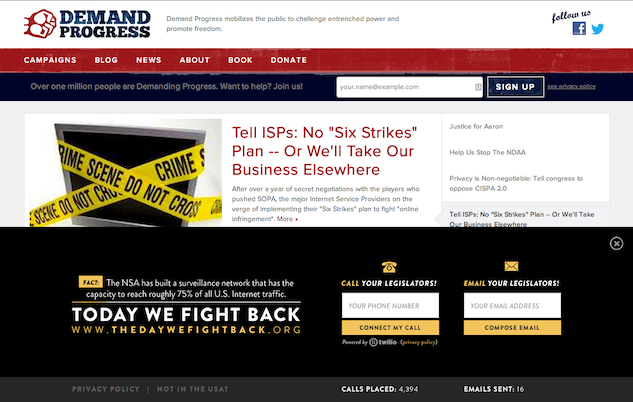 DEMAND
PROGRESS
Demand Progress mobilizes the public to challenge entrenched power and
promote freedom.
follow us
CAMPAIGNS BLOG NEWS ABOUT BOOK DONATE
Over one million people are Demanding Progress. Want to help? Join us!
your.name@example.com
SIGN UP
see privacy policy
RIME SCENE DO NOT CRO
CRIME S
SCENE DO NOT CROS
Tell ISPs: No "Six Strikes"
Plan -- Or We'll Take Our
Business Elsewhere
After over a year of secret negotiations with the players who
pushed SOPA, the major Internet Service Providers on the
verge of implementing their "Six Strikes" plan to fight "online
infringement". More ▸
Justice for Aaron
Help Us Stop The NDAA
Privacy is Non-negotiable: Tell congress to
oppose CISPA 2.0
Tell ISPs: No "Six Strikes" Plan -- Or We'll Take
Our Business Elsewhere
FACT: The NSA has built a surveillance network that has the
capacity to reach roughly 75% of all U.S. Internet traffic.
TODAY WE FIGHT BACK
WWW.THEDAYWEFIGHTBACK.ORG
CALL YOUR LEGISLATORS!
YOUR PHONE NUMBER
CONNECT MY CALL
Powered by twilio (privacy policy)
EMAIL YOUR LEGISLATORS!
YOUR EMAIL ADDRESS
COMPOSE EMAIL
PRIVACY POLICY | NOT IN THE USA?
CALLS PLACED: 4,394
EMAILS SENT: 16